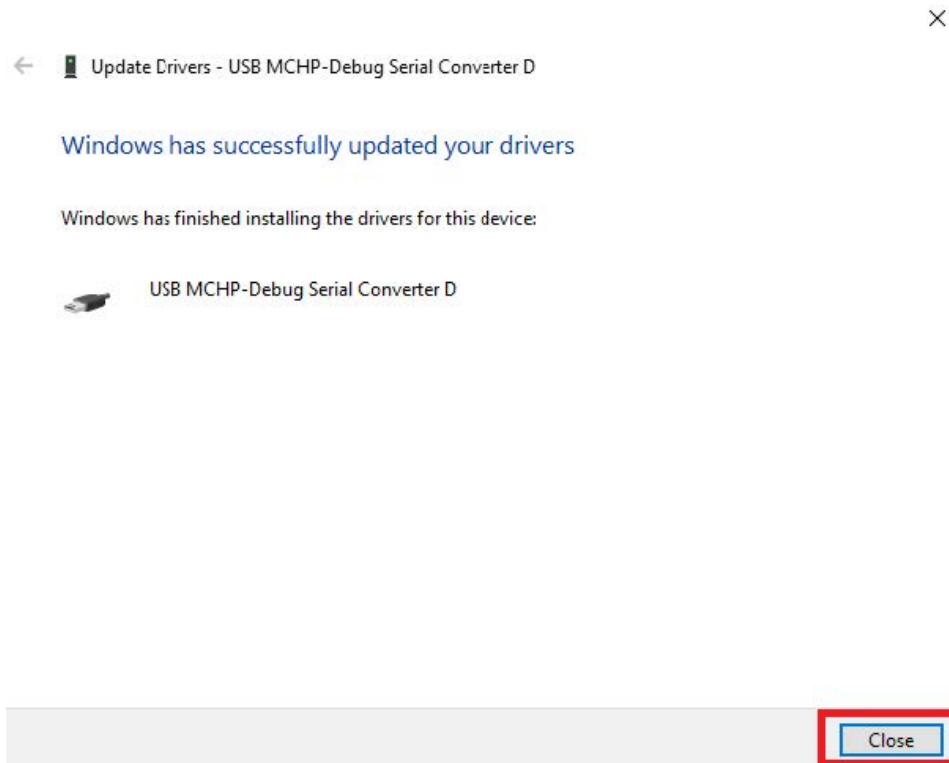 Update Drivers - USB MCHP-Debug Serial Converter D
Windows has successfully updated your drivers
Windows has finished installing the drivers for this device:
USB MCHP-Debug Serial Converter D
Close